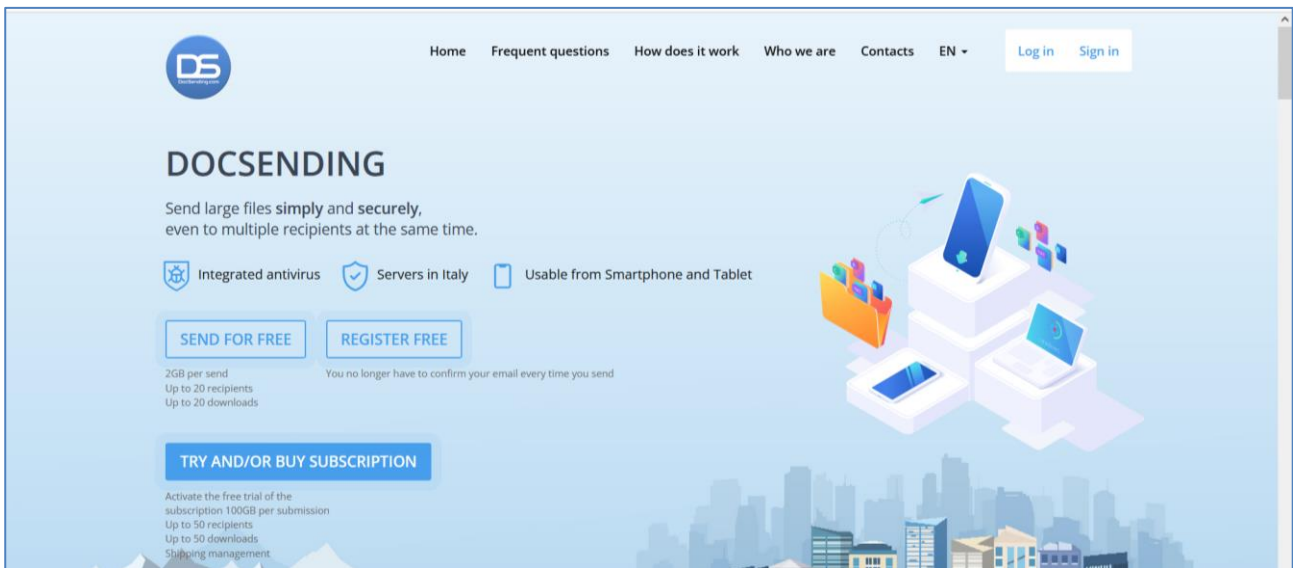 DS
DocSending.com
Home Frequent questions How does it work Who we are Contacts EN Log in Sign in
DOCSENDING
Send large files simply and securely,
even to multiple recipients at the same time.
Integrated antivirus Servers in Italy Usable from Smartphone and Tablet
SEND FOR FREE REGISTER FREE
2GB per send
Up to 20 recipients
Up to 20 downloads
You no longer have to confirm your email every time you send
TRY AND/OR BUY SUBSCRIPTION
Activate the free trial of the
subscription 100GB per submission
Up to 50 recipients
Up to 50 downloads
Shipping management